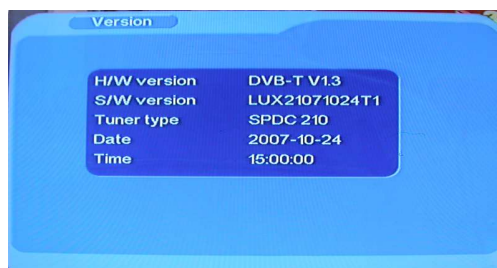 Version
H/W version DVB-T V1.3
S/W version LUX21071024T1
Tuner type SPDC 210
Date 2007-10-24
Time 15:00:00